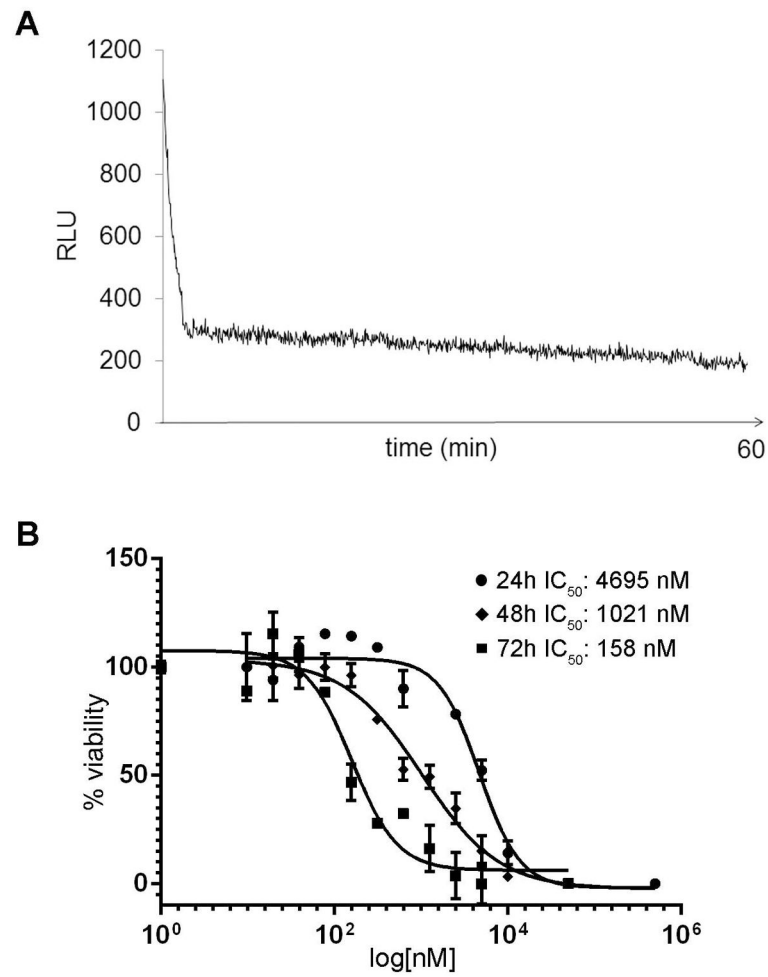 A
1200
1000
800
600
400
200
0
RLU
time (min)
60
B
150
100
50
0
% viability
24h IC50: 4695 nM
48h IC50: 1021 nM
72h IC50: 158 nM
10^0
10^2
10^4
10^6
log[nM]